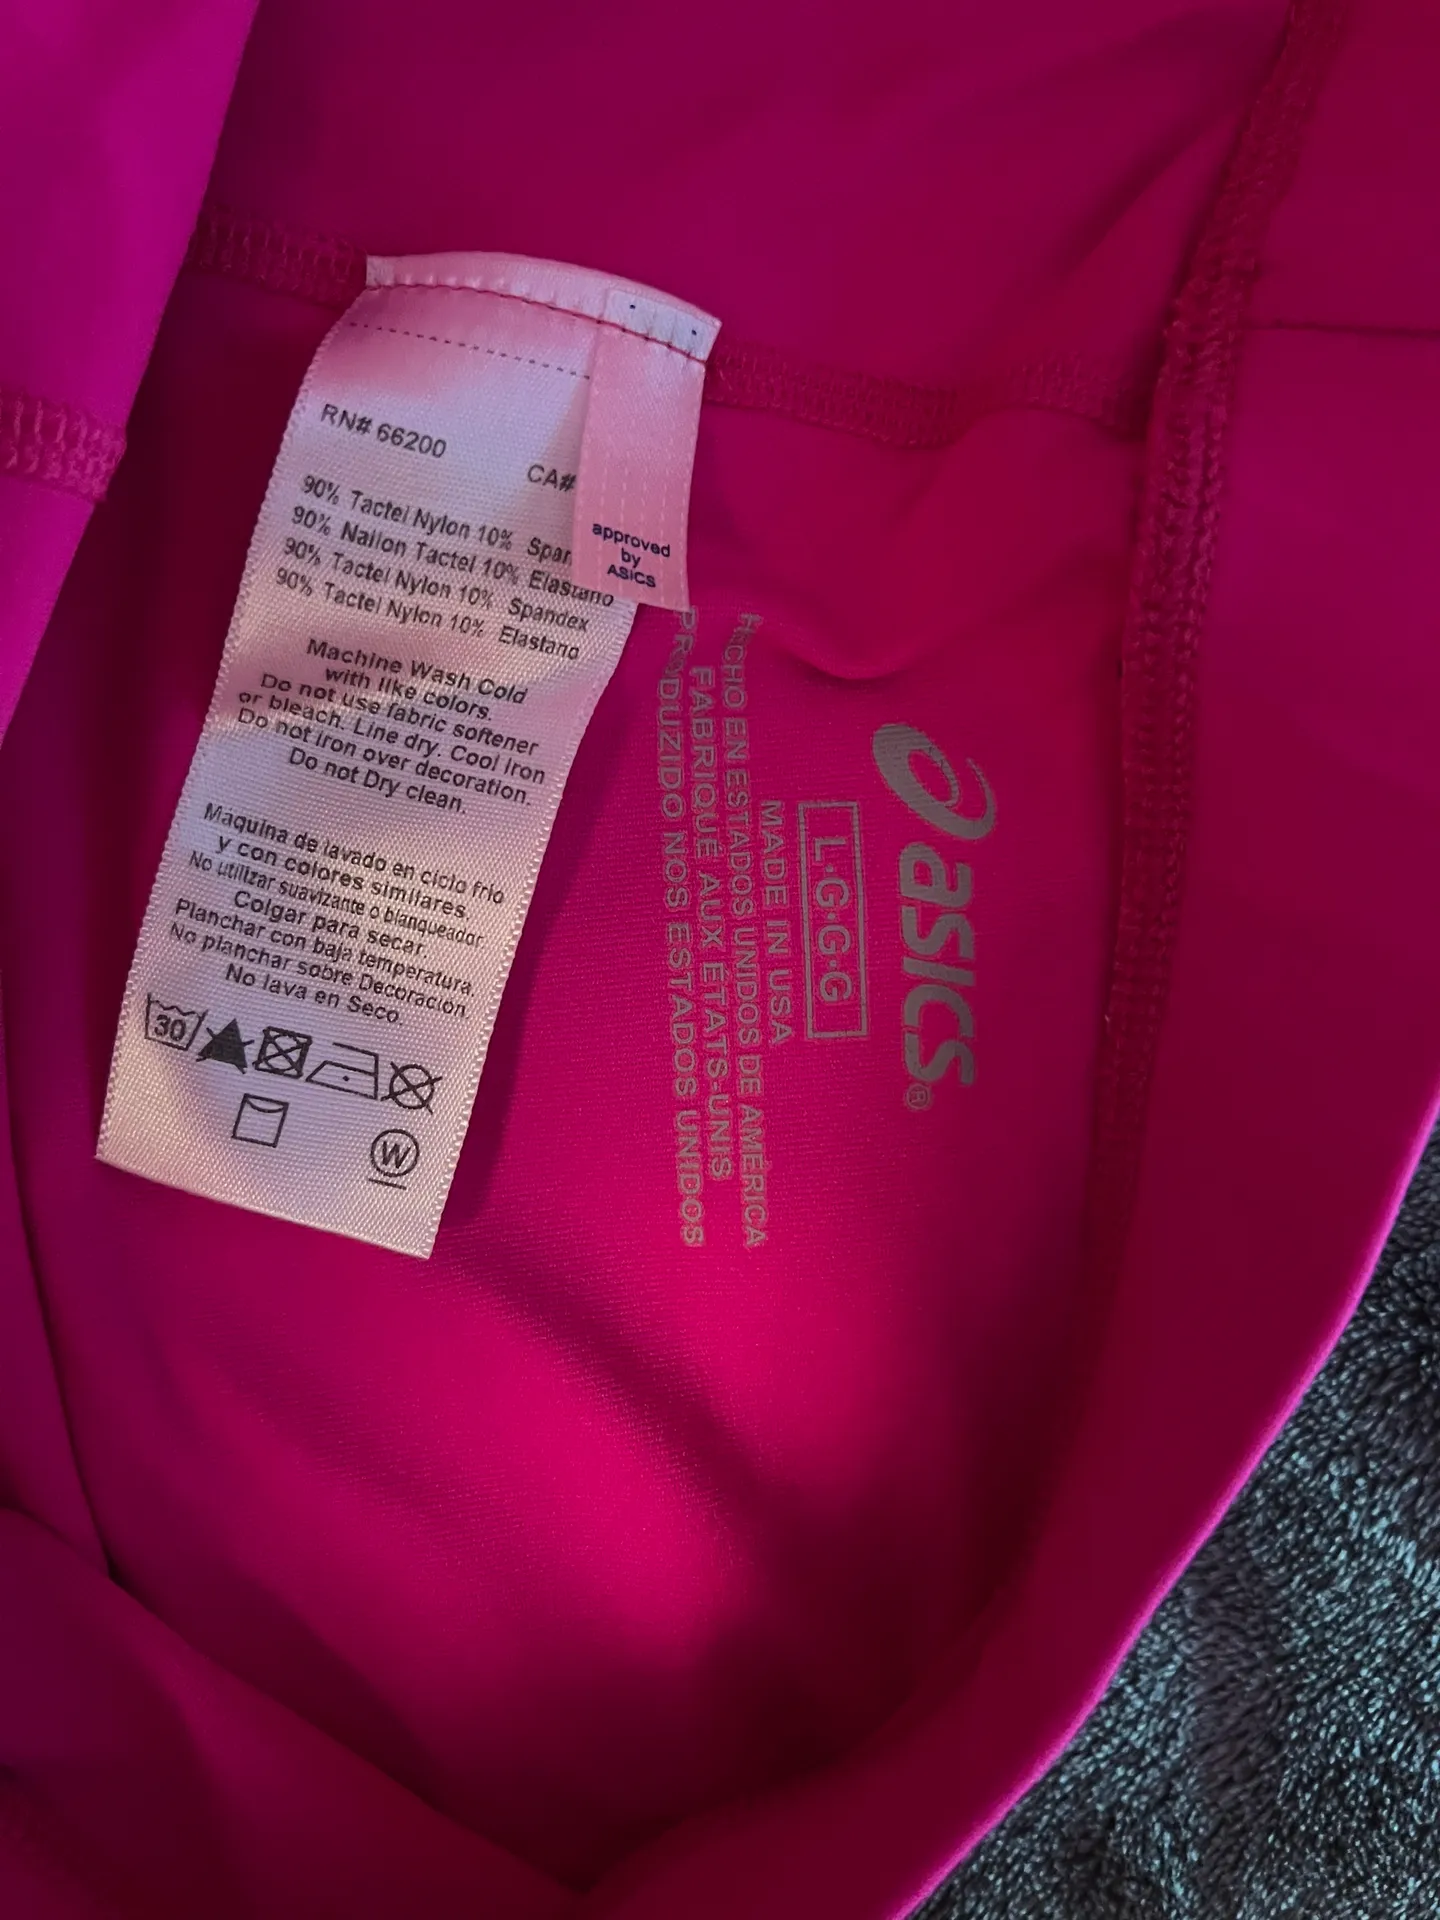 RN# 66200
CA#
90% Tactel Nylon 10%
90% Nailon Tactel 10% Elastano
90% Tactel Nylon 10% Spandex
90% Tactel Nylon 10% Elastano
Machine Wash Cold
with like colors.
Do not use fabric softener
or bleach. Line dry. Cool Iron
Do not Iron over decoration.
Do not Dry clean.
Máquina de lavado en ciclo frio
y con colores similares.
No utilizar suavizante o blanqueador
Colgar para secar.
Planchar con baja temperatura.
No planchar sobre Decoracion
No lava en Seco.
30
W
approved
by
ASICS
asics®
L·G·G·G
MADE IN USA
HECHO EN ESTADOS UNIDOS DE AMÉRICA
FABRIQUÉ AUX ÉTATS-UNIS
PRODUZIDO NOS ESTADOS UNIDOS